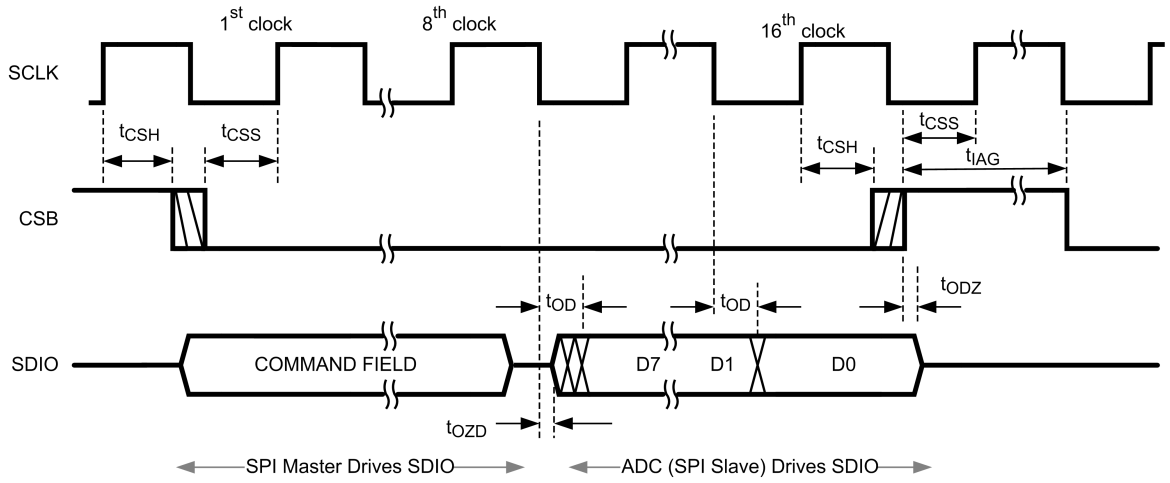 1st clock
8th clock
16th clock
SCLK
tCSH
tCSS
tCSH
tCSS
tIAG
CSB
tOD
tOD
tODZ
SDIO
COMMAND FIELD
D7
D1
D0
tOZD
SPI Master Drives SDIO
ADC (SPI Slave) Drives SDIO